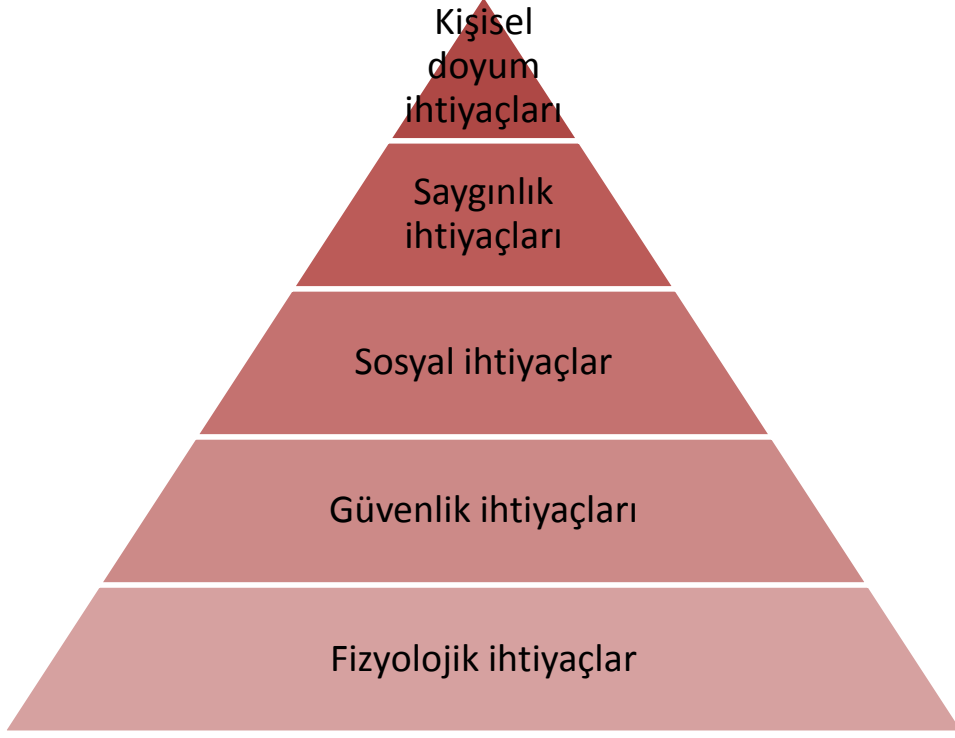 Kişisel
doyum
ihtiyaçları
Saygınlık
ihtiyaçları
Sosyal ihtiyaçlar
Güvenlik ihtiyaçları
Fizyolojik ihtiyaçlar